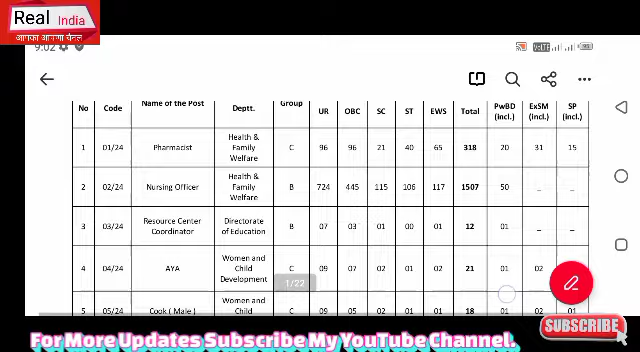 Real India
आपका आपणा चैनल
9:02
VoLTE
No Code Name of the Post Deptt. Group UR OBC SC ST EWS Total PwBD (incl.) ExSM (incl.) SP (incl.)
1 01/24 Pharmacist Health & Family Welfare C 96 96 21 40 65 318 20 31 15
2 02/24 Nursing Officer Health & Family Welfare B 724 445 115 106 117 1507 50 _ _
3 03/24 Resource Center Coordinator Directorate of Education B 07 03 01 00 01 12 01 _ _
4 04/24 AYA Women and Child Development C 09 07 02 01 02 21 01 02
1/22
5 05/24 Cook ( Male ) Women and Child C 09 05 02 01 01 18 01 02 01
SUBSCRIBE
For More Updates Subscribe My YouTube Channel.